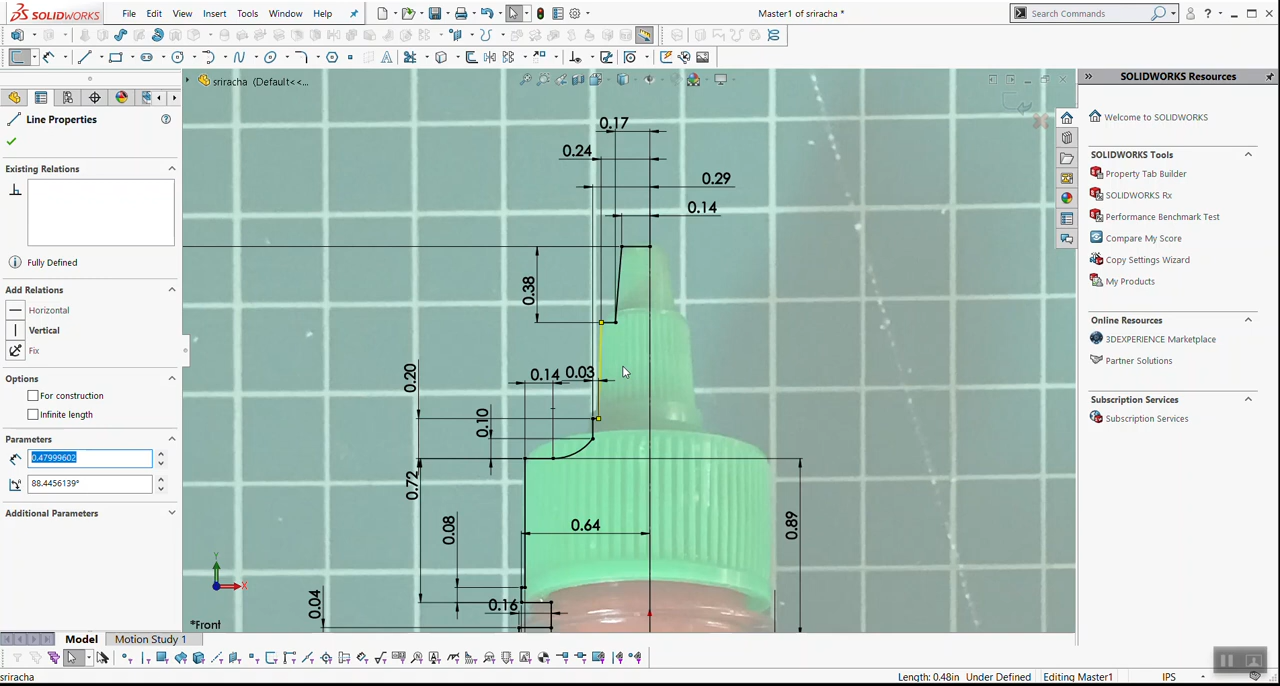 SOLIDWORKS File Edit View Insert Tools Window Help Master1 of sriracha * Search Commands
sriracha (Default<<...
Line Properties
Existing Relations
Fully Defined
Add Relations
Horizontal
Vertical
Fix
Options
For construction
Infinite length
Parameters
0.47999602
88.4456139°
Additional Parameters
0.17
0.24
0.29
0.14
0.38
0.20
0.14
0.03
0.10
0.72
0.64
0.89
0.08
0.16
0.04
Y
X
*Front
SOLIDWORKS Resources
Welcome to SOLIDWORKS
SOLIDWORKS Tools
Property Tab Builder
SOLIDWORKS Rx
Performance Benchmark Test
Compare My Score
Copy Settings Wizard
My Products
Online Resources
3DEXPERIENCE Marketplace
Partner Solutions
Subscription Services
Subscription Services
Model Motion Study 1
sriracha Length: 0.48in Under Defined Editing Master1 IPS